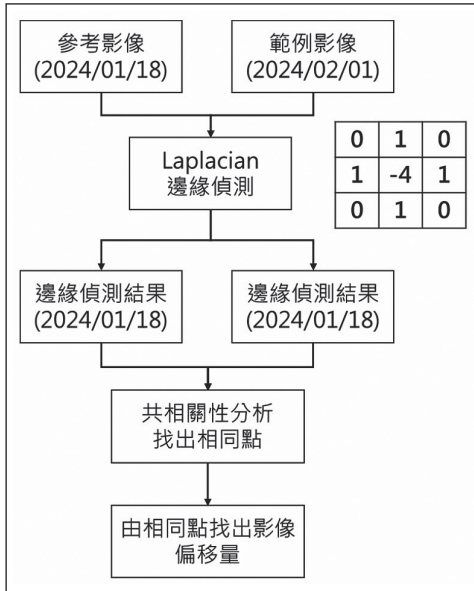 參考影像
(2024/01/18)
範例影像
(2024/02/01)
Laplacian
邊緣偵測
0 1 0
1 -4 1
0 1 0
邊緣偵測結果
(2024/01/18)
邊緣偵測結果
(2024/01/18)
共相關性分析
找出相同點
由相同點找出影像
偏移量